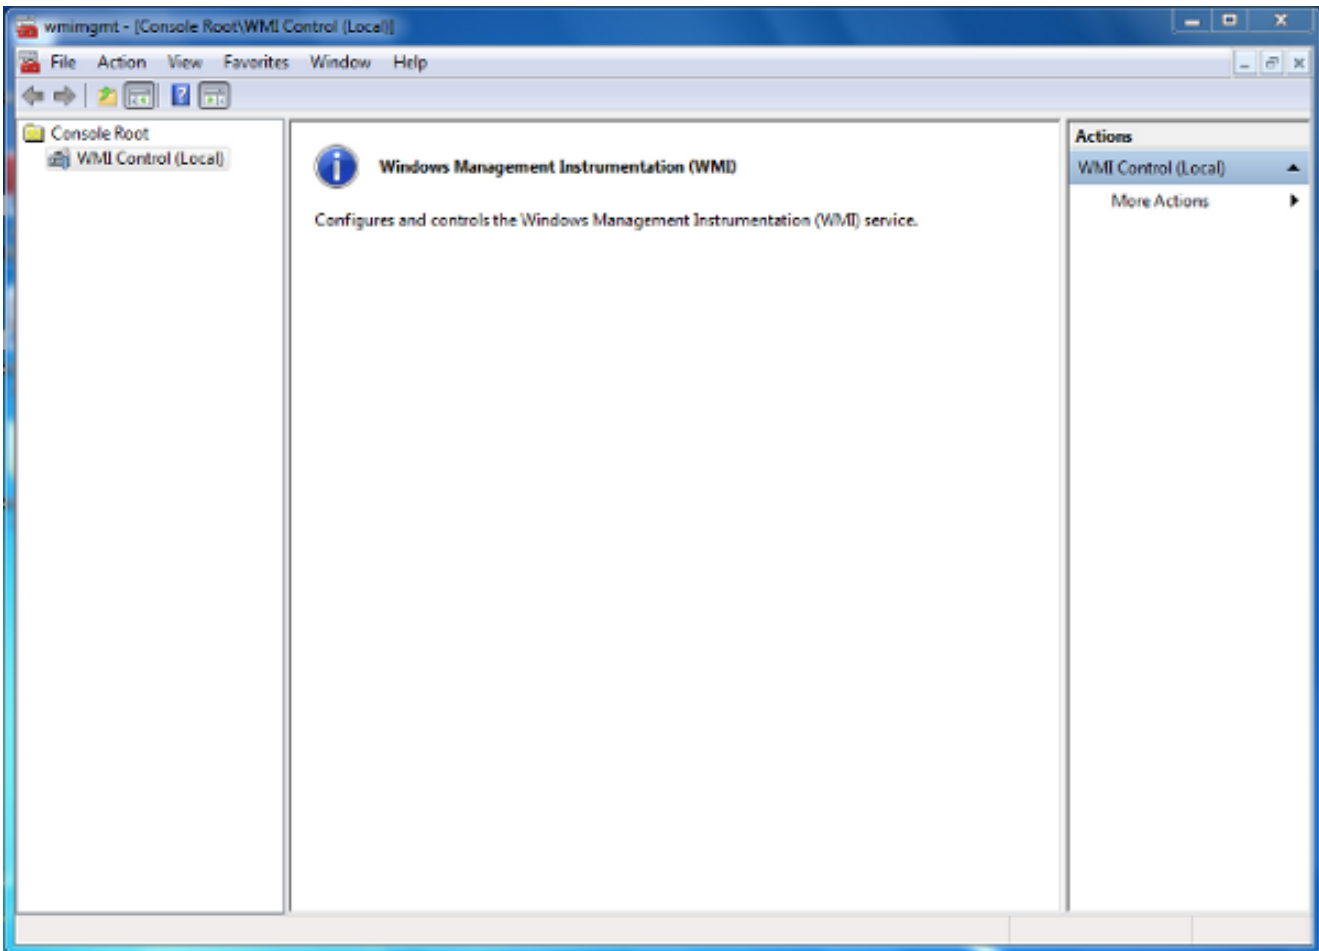 wmimgmt - [Console Root\WMI Control (Local)]
File Action View Favorites Window Help
Console Root
WMI Control (Local)
Windows Management Instrumentation (WMI)
Configures and controls the Windows Management Instrumentation (WMI) service.
Actions
WMI Control (Local)
More Actions